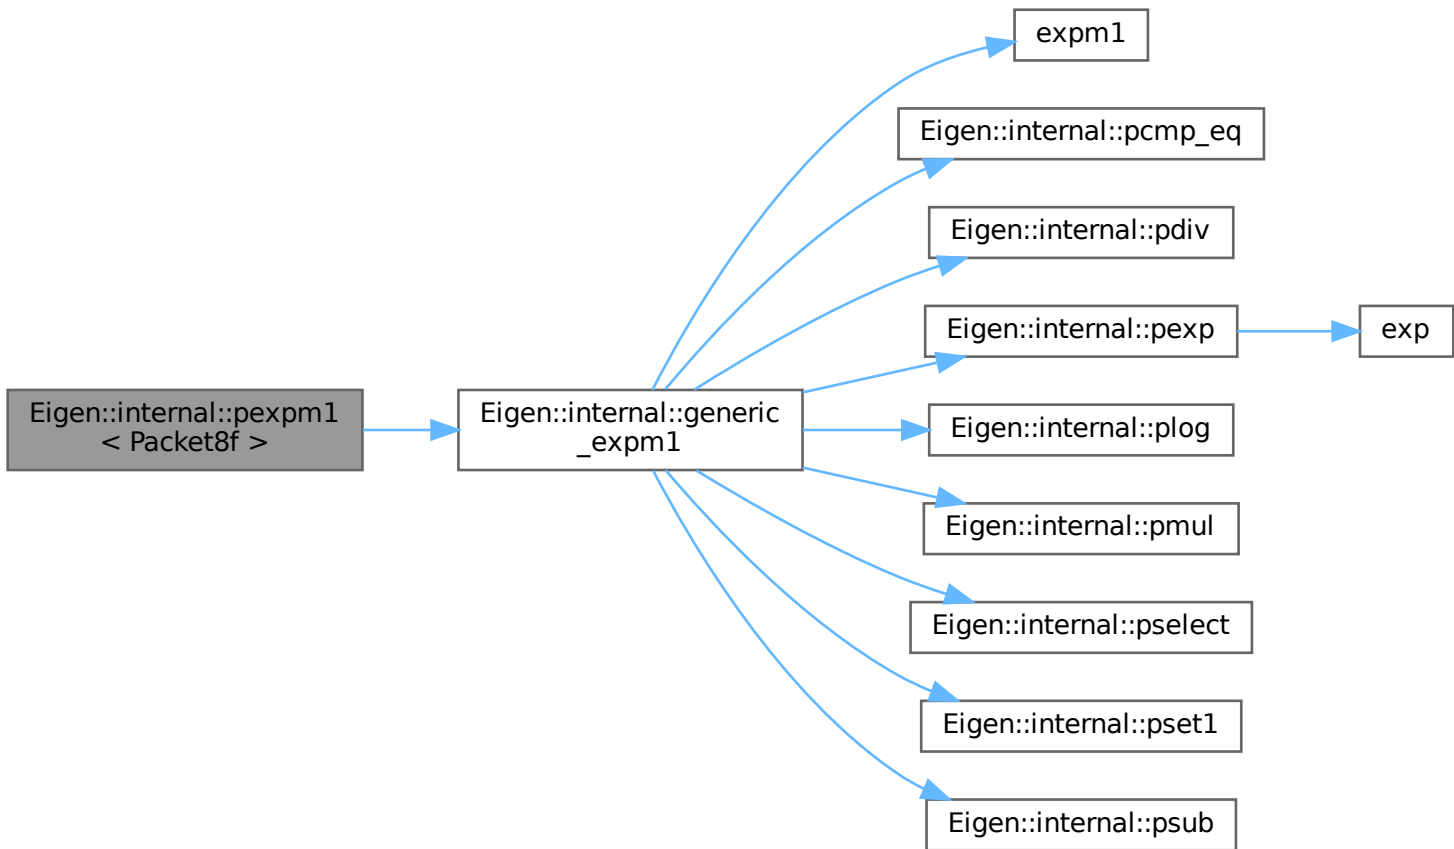 expm1
Eigen::internal::pcmp_eq
Eigen::internal::pdiv
Eigen::internal::pexp
exp
Eigen::internal::pexpm1
< Packet8f >
Eigen::internal::generic
_expm1
Eigen::internal::plog
Eigen::internal::pmul
Eigen::internal::pselect
Eigen::internal::pset1
Eigen::internal::psub